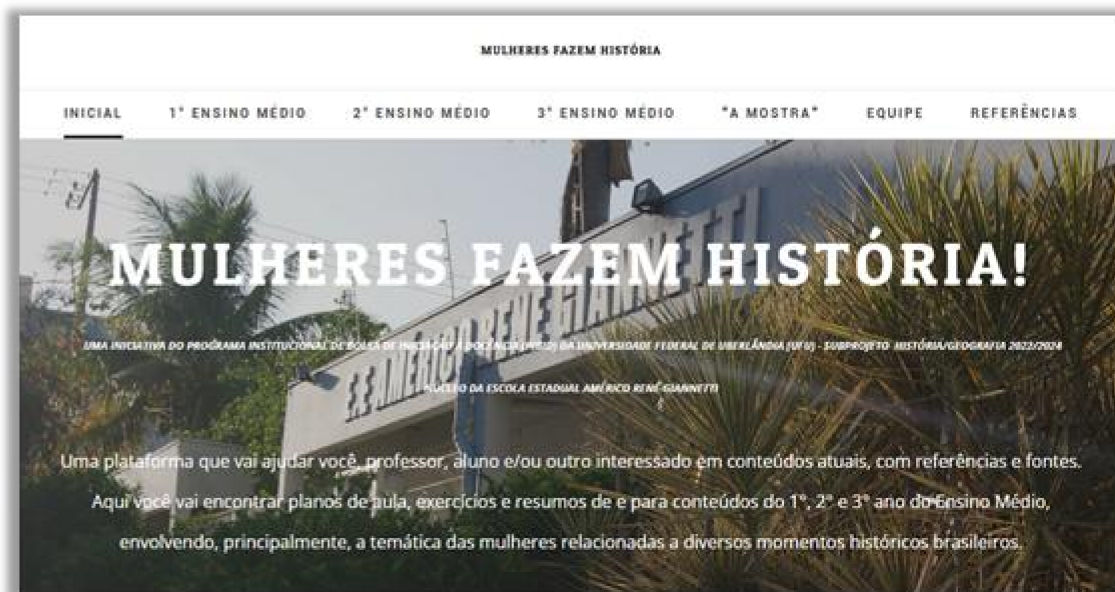 MULHERES FAZEM HISTÓRIA
INICIAL 1° ENSINO MÉDIO 2° ENSINO MÉDIO 3° ENSINO MÉDIO "A MOSTRA" EQUIPE REFERÊNCIAS
MULHERES FAZEM HISTÓRIA!
UMA INICIATIVA DO PROGRAMA INSTITUCIONAL DE BOLSA DE INICIAÇÃO À DOCÊNCIA (PIBID) DA UNIVERSIDADE FEDERAL DE UBERLÂNDIA (UFU) - SUBPROJETO HISTÓRIA/GEOGRAFIA 2022/2024
NÚCLEO DA ESCOLA ESTADUAL AMÉRICO RENÉ GIANNETTI
E.E AMÉRICO RENE GIANNETTI
Uma plataforma que vai ajudar você, professor, aluno e/ou outro interessado em conteúdos atuais, com referências e fontes.
Aqui você vai encontrar planos de aula, exercícios e resumos de e para conteúdos do 1°, 2° e 3° ano do Ensino Médio,
envolvendo, principalmente, a temática das mulheres relacionadas a diversos momentos históricos brasileiros.